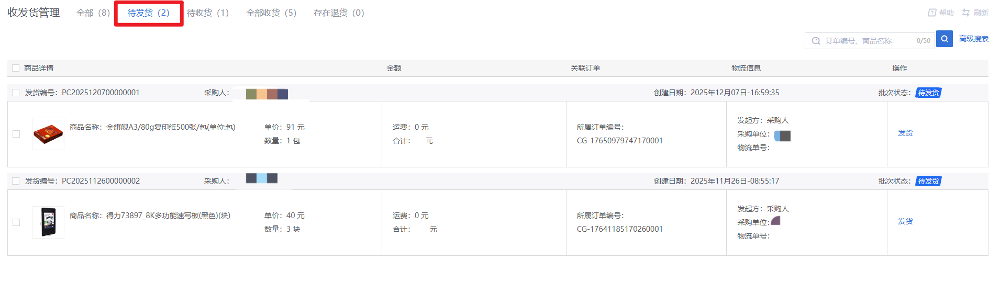 收发货管理 全部（8） 待发货（2） 待收货（1） 全部收货（5） 存在退货（0） 帮助 刷新
订单编号、商品名称 0/50 高级搜索
商品详情 金额 关联订单 物流信息 操作
发货编号：PC2025120700000001 采购人： 创建日期：2025年12月07日-16:59:35 批次状态：待发货
商品名称：金旗舰A3/80g复印纸500张/包(单位:包) 单价：91 元 运费：0 元 所属订单编号： 发起方：采购人
数量：1 包 合计： 元 CG-17650979747170001 采购单位： 发货
物流单号：
发货编号：PC2025112600000002 采购人： 创建日期：2025年11月26日-08:55:17 批次状态：待发货
商品名称：得力73897_8K多功能速写板(黑色)(块) 单价：40 元 运费：0 元 所属订单编号： 发起方：采购人
数量：3 块 合计： 元 CG-17641185170260001 采购单位： 发货
物流单号：